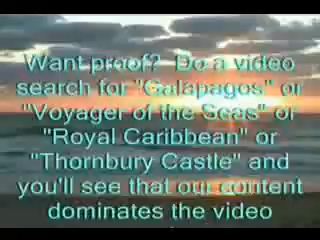 Want proof? Do a video
search for "Galapagos" or
"Voyager of the Seas" or
"Royal Caribbean" or
"Thornbury Castle" and
you'll see that our content
dominates the video